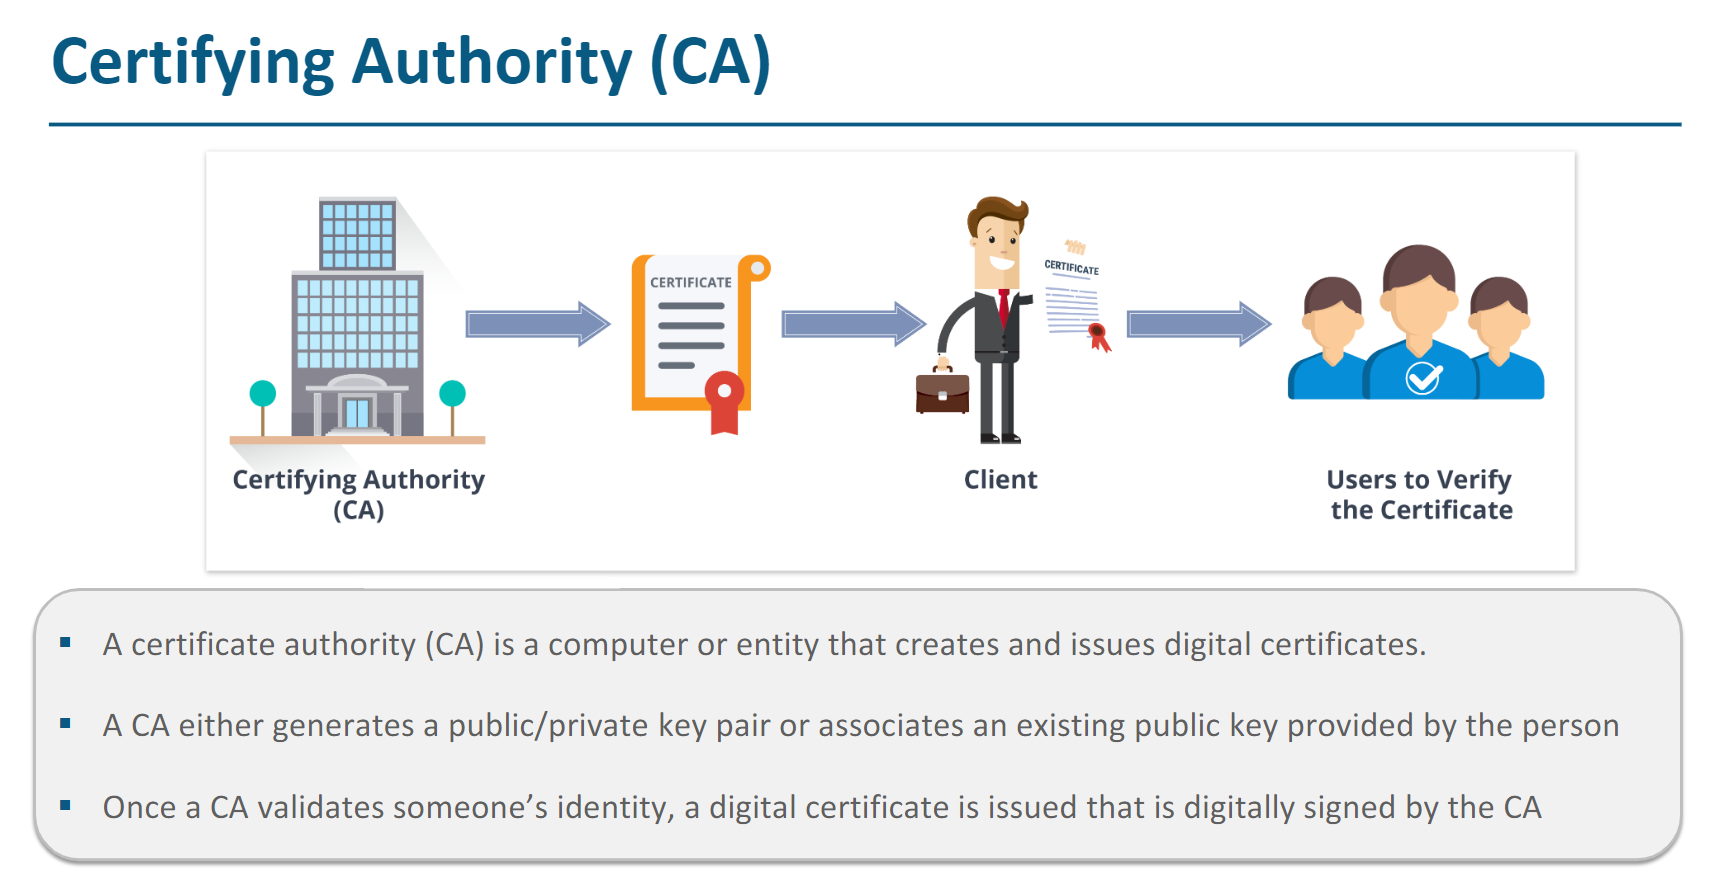 Certifying Authority (CA)
CERTIFICATE
CERTIFICATE
Certifying Authority
(CA)
Client
Users to Verify
the Certificate
▪ A certificate authority (CA) is a computer or entity that creates and issues digital certificates.
▪ A CA either generates a public/private key pair or associates an existing public key provided by the person
▪ Once a CA validates someone’s identity, a digital certificate is issued that is digitally signed by the CA